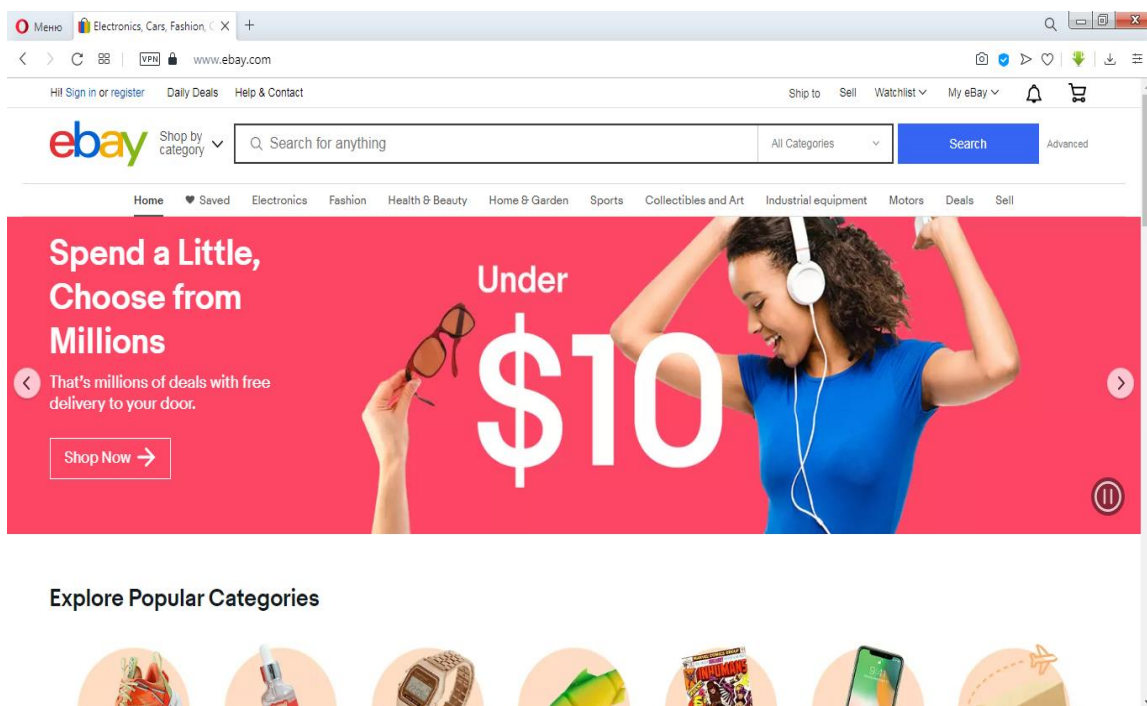 Меню Electronics, Cars, Fashion, C
VPN www.ebay.com
Hi! Sign in or register Daily Deals Help & Contact Ship to Sell Watchlist My eBay
ebay Shop by category Search for anything All Categories Search Advanced
Home Saved Electronics Fashion Health & Beauty Home & Garden Sports Collectibles and Art Industrial equipment Motors Deals Sell
Spend a Little,
Choose from
Millions
That's millions of deals with free
delivery to your door.
Shop Now
Under
$10
Explore Popular Categories
INHUMANS